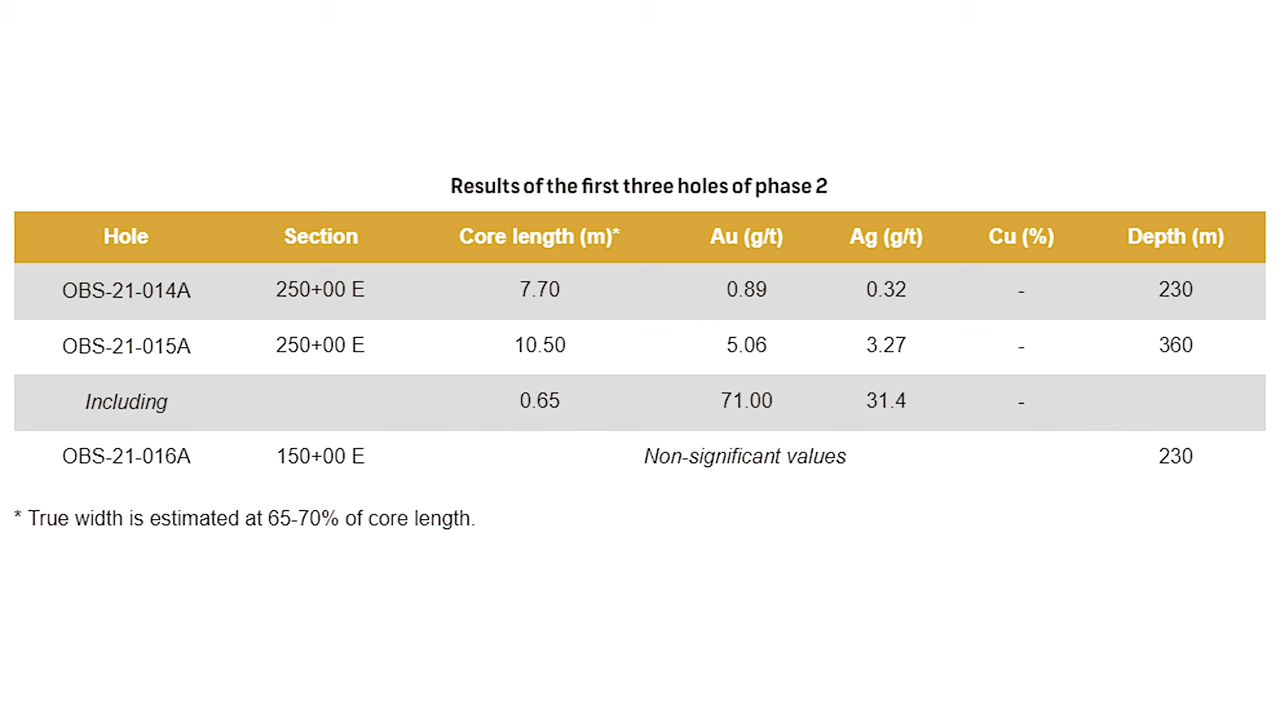 Results of the first three holes of phase 2
Hole Section Core length (m)* Au (g/t) Ag (g/t) Cu (%) Depth (m)
OBS-21-014A 250+00 E 7.70 0.89 0.32 - 230
OBS-21-015A 250+00 E 10.50 5.06 3.27 - 360
Including 0.65 71.00 31.4 -
OBS-21-016A 150+00 E Non-significant values 230
* True width is estimated at 65-70% of core length.